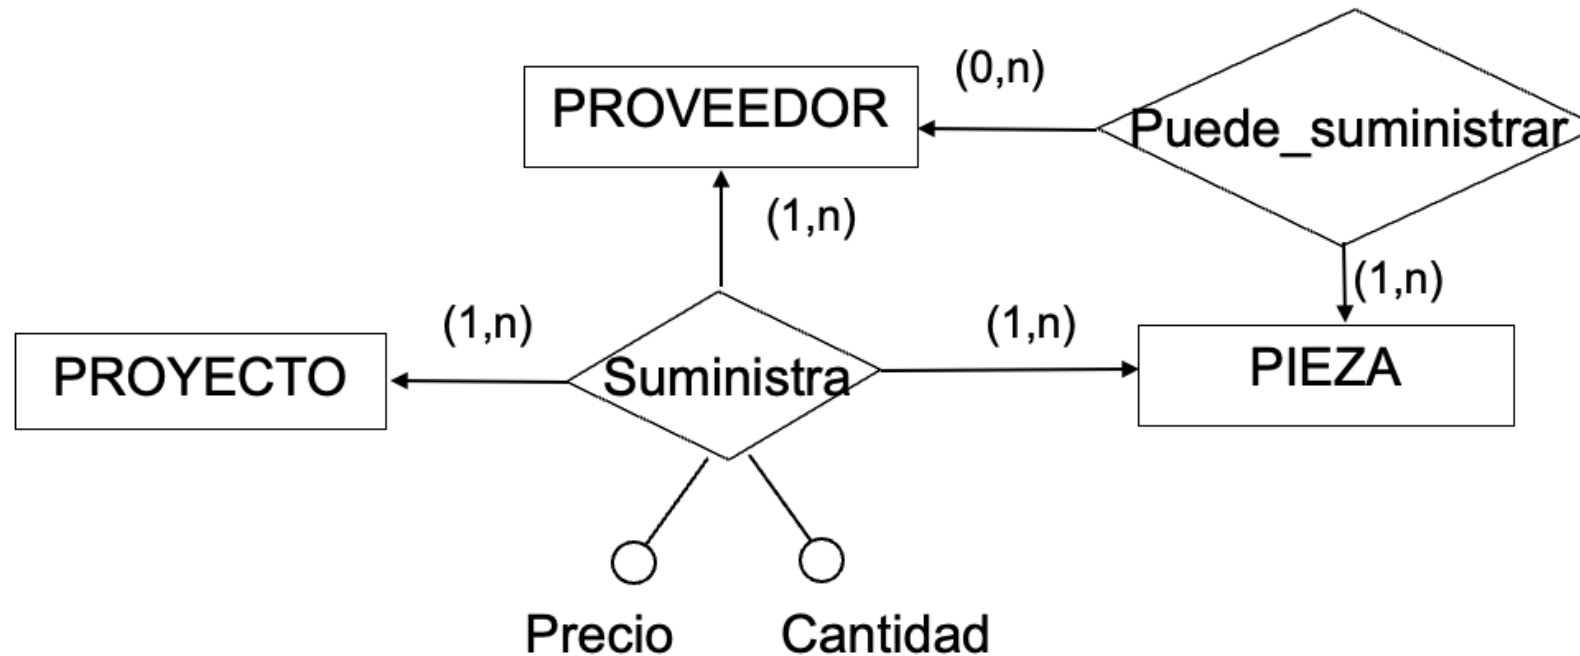 (0,n)
PROVEEDOR
Puede_suministrar
(1,n)
(1,n)
(1,n)
(1,n)
PROYECTO
Suministra
PIEZA
Precio
Cantidad